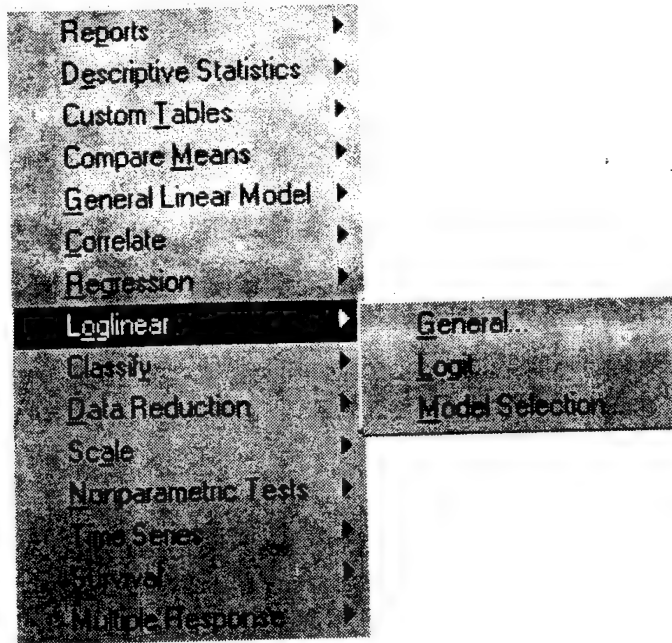 Reports
Descriptive Statistics
Custom Tables
Compare Means
General Linear Model
Correlate
Regression
Loglinear
General...
Logit...
Model Selection...
Classify
Data Reduction
Scale
Nonparametric Tests
Time Series
Survival
Multiple Response